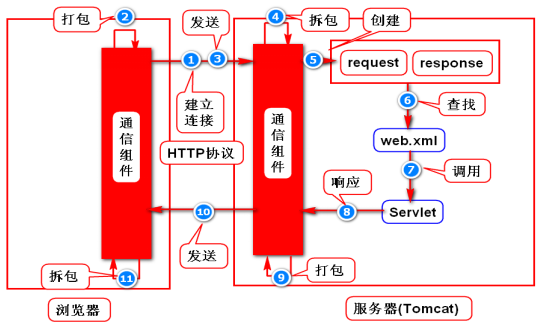 打包
2
发送
4
拆包
创建
1
3
5
request
response
建立
连接
6
查找
通信组件
HTTP协议
通信组件
web.xml
7
调用
响应
10
8
Servlet
发送
拆包
11
9
打包
浏览器
服务器(Tomcat)